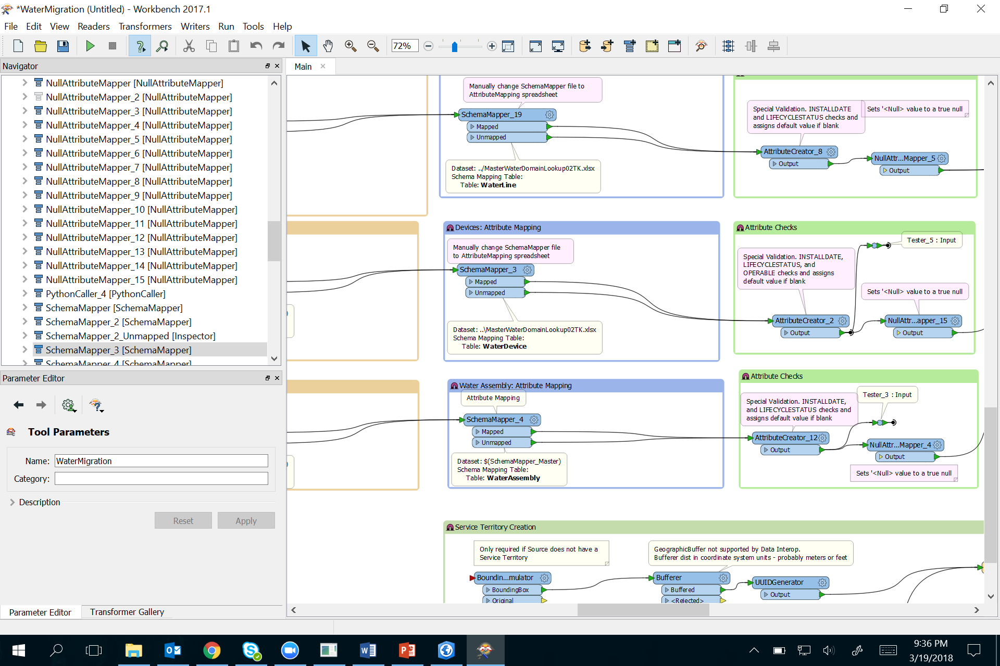 *WaterMigration (Untitled) - Workbench 2017.1
File Edit View Readers Transformers Writers Run Tools Help
72%
Navigator
Main
NullAttributeMapper [NullAttributeMapper]
NullAttributeMapper_2 [NullAttributeMapper]
NullAttributeMapper_3 [NullAttributeMapper]
NullAttributeMapper_4 [NullAttributeMapper]
NullAttributeMapper_5 [NullAttributeMapper]
NullAttributeMapper_6 [NullAttributeMapper]
NullAttributeMapper_7 [NullAttributeMapper]
NullAttributeMapper_8 [NullAttributeMapper]
NullAttributeMapper_9 [NullAttributeMapper]
NullAttributeMapper_10 [NullAttributeMapper]
NullAttributeMapper_11 [NullAttributeMapper]
NullAttributeMapper_12 [NullAttributeMapper]
NullAttributeMapper_13 [NullAttributeMapper]
NullAttributeMapper_14 [NullAttributeMapper]
NullAttributeMapper_15 [NullAttributeMapper]
PythonCaller_4 [PythonCaller]
SchemaMapper [SchemaMapper]
SchemaMapper_2 [SchemaMapper]
SchemaMapper_2_Unmapped [Inspector]
SchemaMapper_3 [SchemaMapper]
SchemaMapper_4 [SchemaMapper]
Parameter Editor
Tool Parameters
Name: WaterMigration
Category:
Description
Reset Apply
Parameter Editor Transformer Gallery
Manually change SchemaMapper file to
AttributeMapping spreadsheet
SchemaMapper_19
Mapped
Unmapped
Dataset: ../MasterWaterDomainLookup02TK.xlsx
Schema Mapping Table:
Table: WaterLine
Special Validation. INSTALLDATE
and LIFECYCLESTATUS checks and
assigns default value if blank
Sets '<Null> value to a true null
AttributeCreator_8
Output
NullAttr...Mapper_5
Output
Devices: Attribute Mapping
Manually change SchemaMapper file
to AttributeMapping spreadsheet
SchemaMapper_3
Mapped
Unmapped
Dataset: ..\MasterWaterDomainLookup02TK.xlsx
Schema Mapping Table:
Table: WaterDevice
Attribute Checks
Tester_5 : Input
Special Validation. INSTALLDATE,
LIFECYCLESTATUS, and
OPERABLE checks and assigns
default value if blank
Sets '<Null> value to a true null
AttributeCreator_2
Output
NullAttr...apper_15
Output
Water Assembly: Attribute Mapping
Attribute Mapping
SchemaMapper_4
Mapped
Unmapped
Dataset: $(SchemaMapper_Master)
Schema Mapping Table:
Table: WaterAssembly
Attribute Checks
Tester_3 : Input
Special Validation. INSTALLDATE,
and LIFECYCLESTATUS checks and
assigns default value if blank
AttributeCreator_12
Output
NullAttr...Mapper_4
Output
Sets '<Null> value to a true null
Service Territory Creation
Only required if Source does not have a
Service Territory
GeographicBuffer not supported by Data Interop.
Bufferer dist in coordinate system units - probably meters or feet
Boundin...mulator
BoundingBox
Original
Bufferer
Buffered
<Rejected>
UUIDGenerator
Output
9:36 PM
3/19/2018